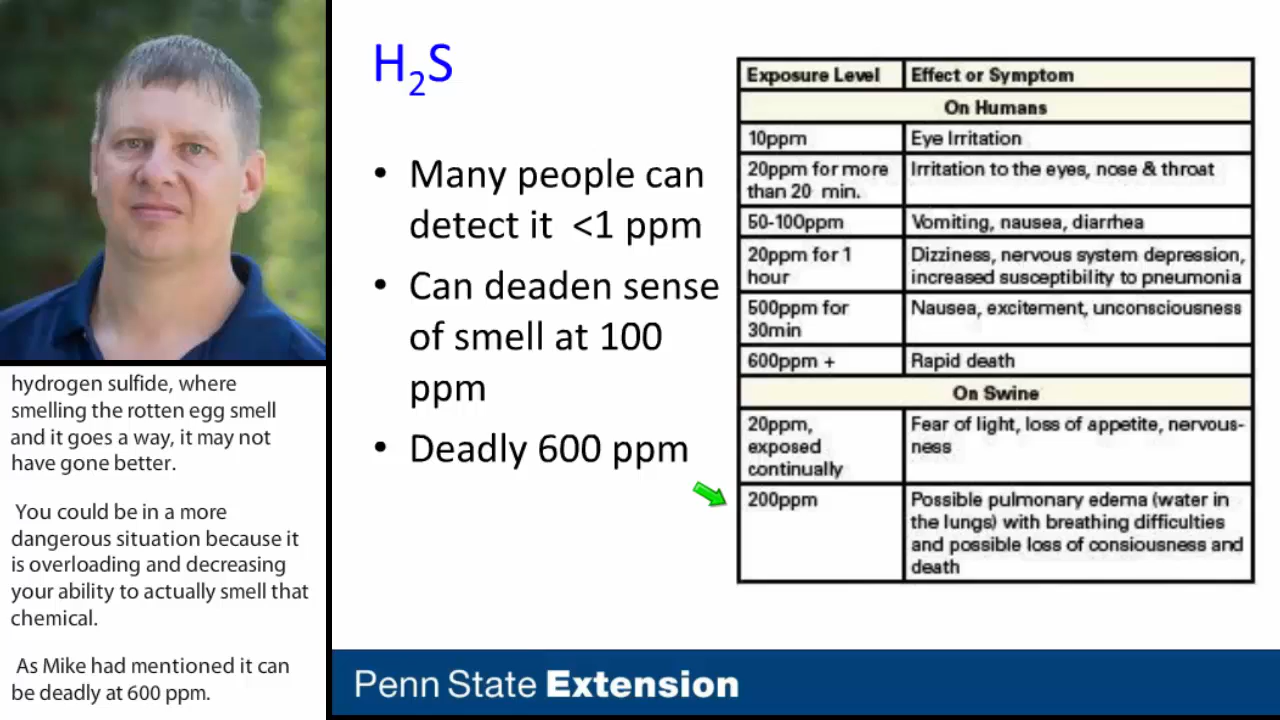 H2S
• Many people can
detect it <1 ppm
• Can deaden sense
of smell at 100
ppm
• Deadly 600 ppm
Exposure Level Effect or Symptom
On Humans
10ppm Eye Irritation
20ppm for more
than 20 min. Irritation to the eyes, nose & throat
50-100ppm Vomiting, nausea, diarrhea
20ppm for 1
hour Dizziness, nervous system depression,
increased susceptibility to pneumonia
500ppm for
30min Nausea, excitement, unconsciousness
600ppm + Rapid death
On Swine
20ppm,
exposed
continually Fear of light, loss of appetite, nervous-
ness
200ppm Possible pulmonary edema (water in
the lungs) with breathing difficulties
and possible loss of consiousness and
death
hydrogen sulfide, where
smelling the rotten egg smell
and it goes a way, it may not
have gone better.
You could be in a more
dangerous situation because it
is overloading and decreasing
your ability to actually smell that
chemical.
As Mike had mentioned it can
be deadly at 600 ppm.
Penn State Extension